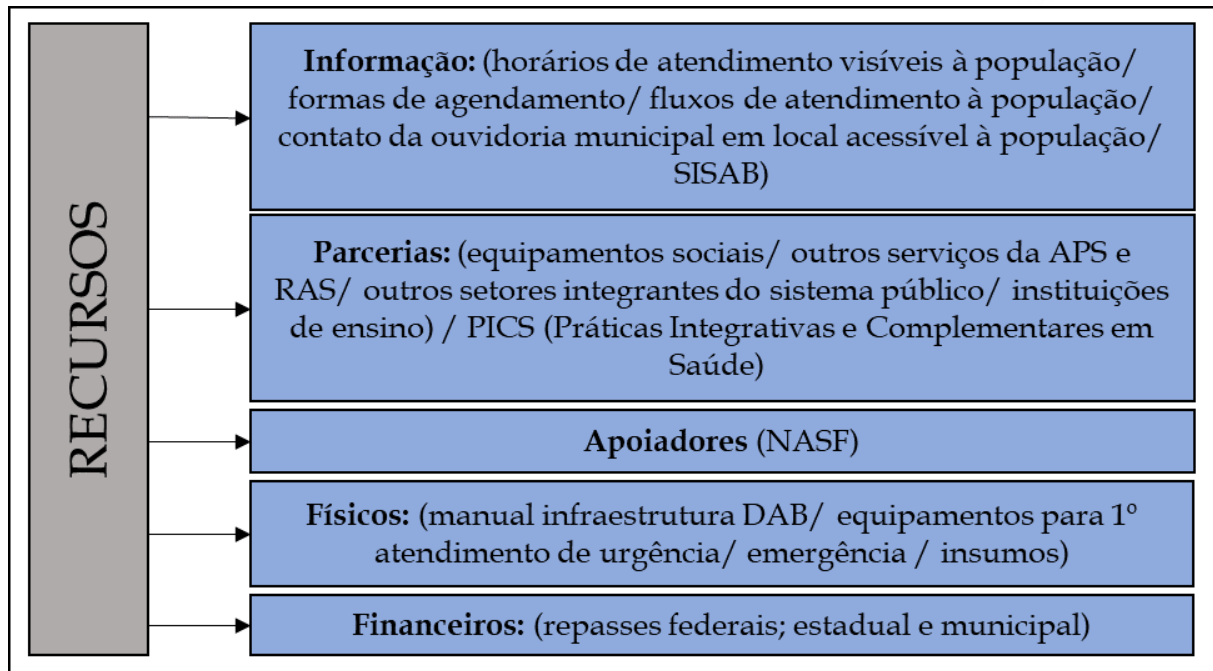 RECURSOS
Informação: (horários de atendimento visíveis à população/
formas de agendamento/ fluxos de atendimento à população/
contato da ouvidoria municipal em local acessível à população/
SISAB)
Parcerias: (equipamentos sociais/ outros serviços da APS e
RAS/ outros setores integrantes do sistema público/ instituições
de ensino) / PICS (Práticas Integrativas e Complementares em
Saúde)
Apoiadores (NASF)
Físicos: (manual infraestrutura DAB/ equipamentos para 1º
atendimento de urgência/ emergência / insumos)
Financeiros: (repasses federais; estadual e municipal)